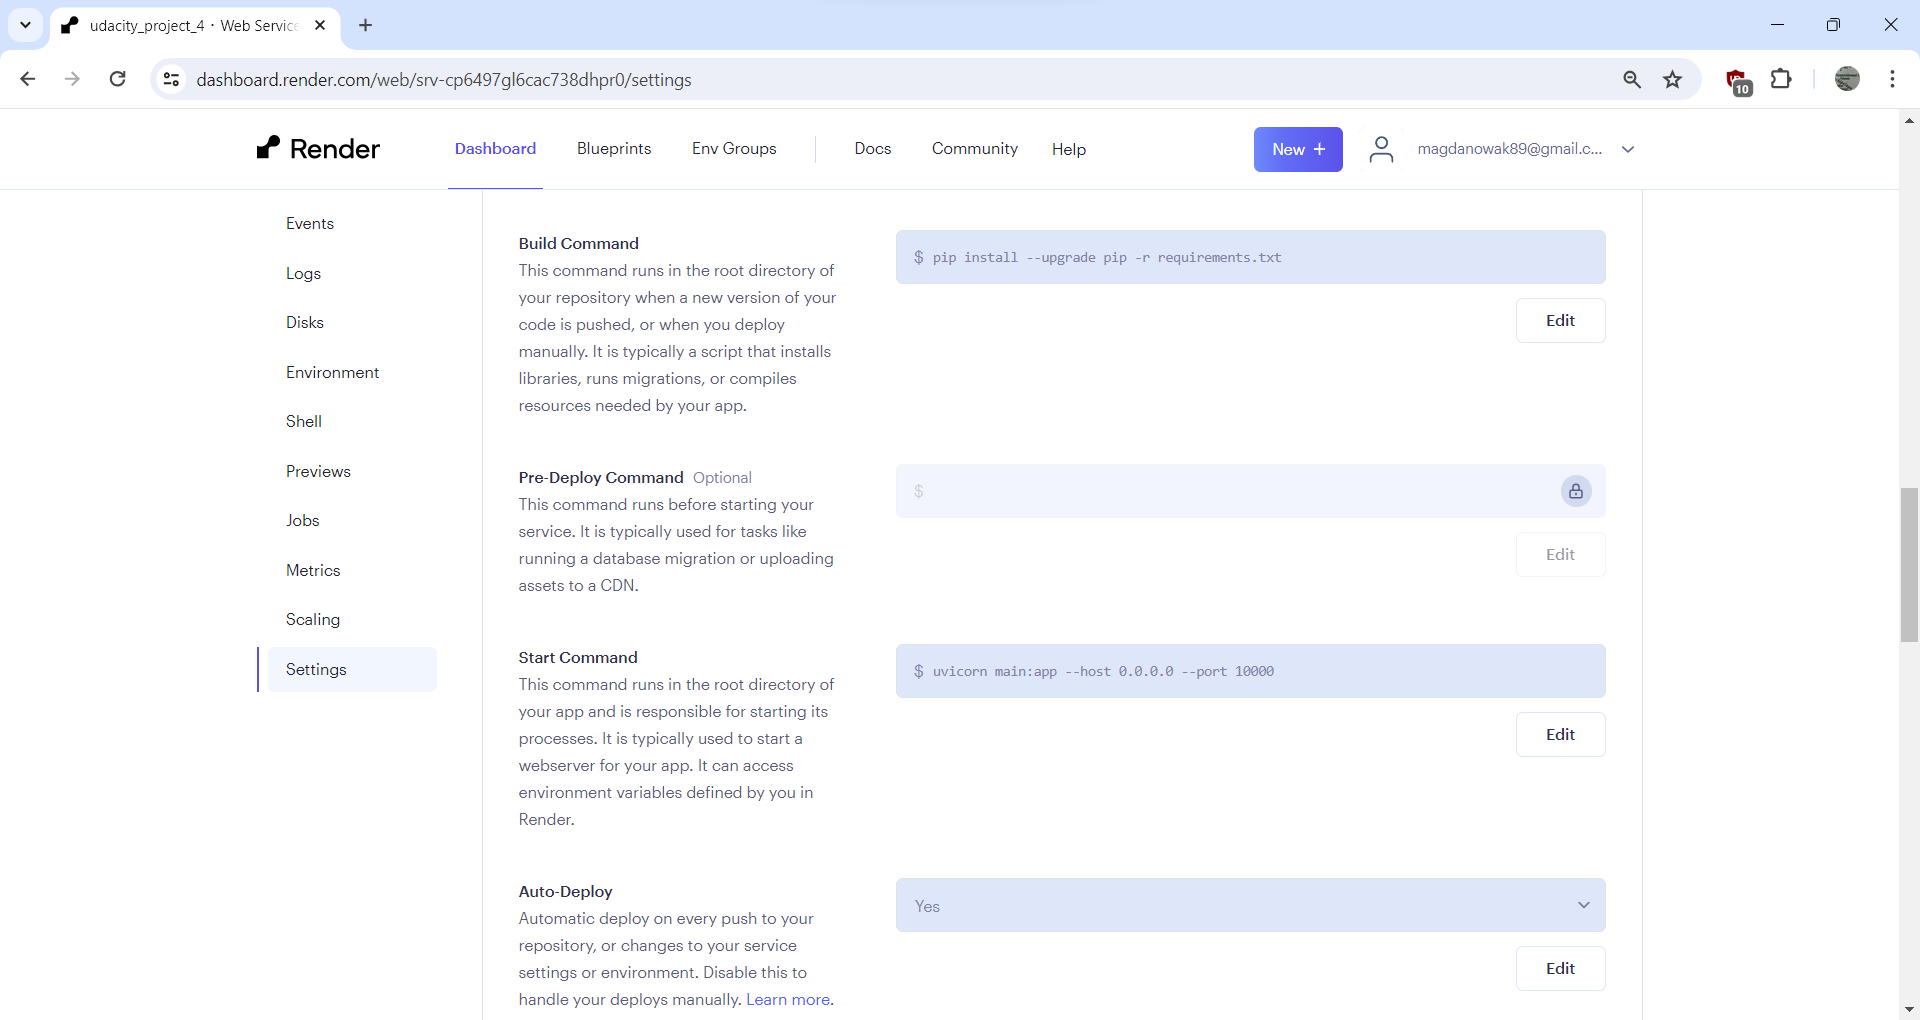 udacity_project_4 · Web Service
dashboard.render.com/web/srv-cp6497gl6cac738dhpr0/settings
10
Render
Dashboard
Blueprints
Env Groups
Docs
Community
Help
New +
magdanowak89@gmail.c...
Events
Logs
Disks
Environment
Shell
Previews
Jobs
Metrics
Scaling
Settings
Build Command
This command runs in the root directory of
your repository when a new version of your
code is pushed, or when you deploy
manually. It is typically a script that installs
libraries, runs migrations, or compiles
resources needed by your app.
$ pip install --upgrade pip -r requirements.txt
Edit
Pre-Deploy Command Optional
This command runs before starting your
service. It is typically used for tasks like
running a database migration or uploading
assets to a CDN.
$
Edit
Start Command
This command runs in the root directory of
your app and is responsible for starting its
processes. It is typically used to start a
webserver for your app. It can access
environment variables defined by you in
Render.
$ uvicorn main:app --host 0.0.0.0 --port 10000
Edit
Auto-Deploy
Automatic deploy on every push to your
repository, or changes to your service
settings or environment. Disable this to
handle your deploys manually. Learn more.
Yes
Edit